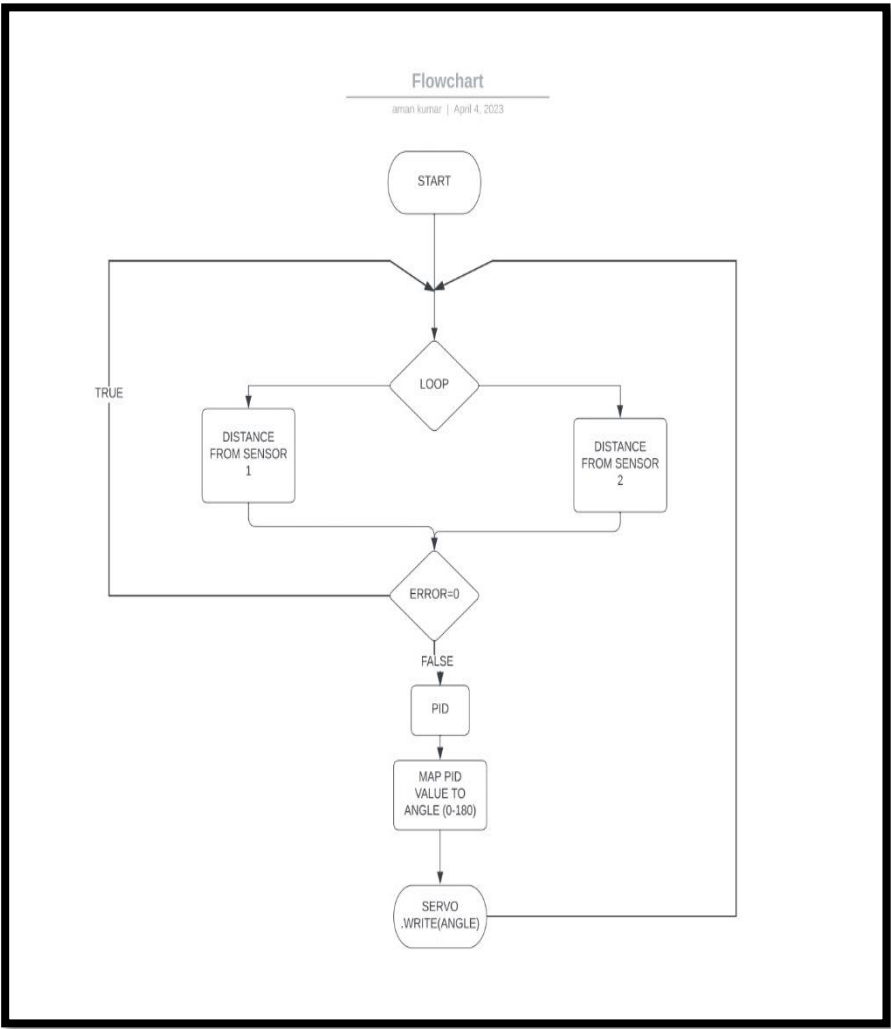 Flowchart
aman kumar | April 4, 2023
START
LOOP
TRUE
DISTANCE
FROM SENSOR
1
DISTANCE
FROM SENSOR
2
ERROR=0
FALSE
PID
MAP PID
VALUE TO
ANGLE (0-180)
SERVO
.WRITE(ANGLE)